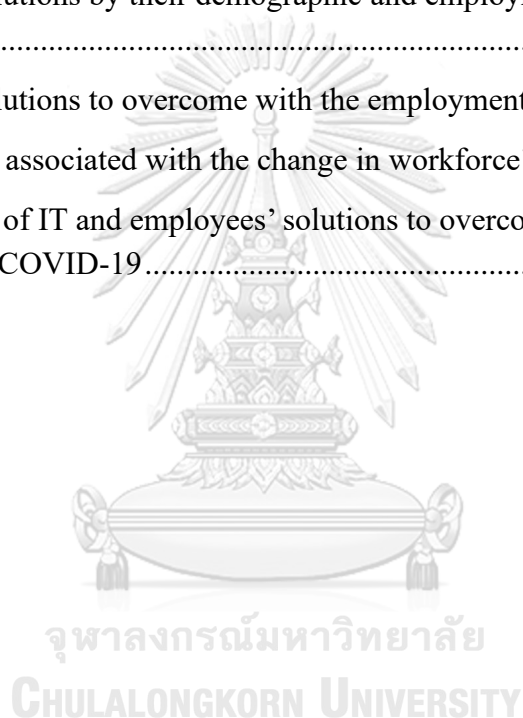 lutions by their demographic and employ
................................................................
lutions to overcome with the employment
associated with the change in workforce'
of IT and employees' solutions to overco
COVID-19................................................
จุฬาลงกรณ์มหาวิทยาลัย
CHULALONGKORN UNIVERSITY